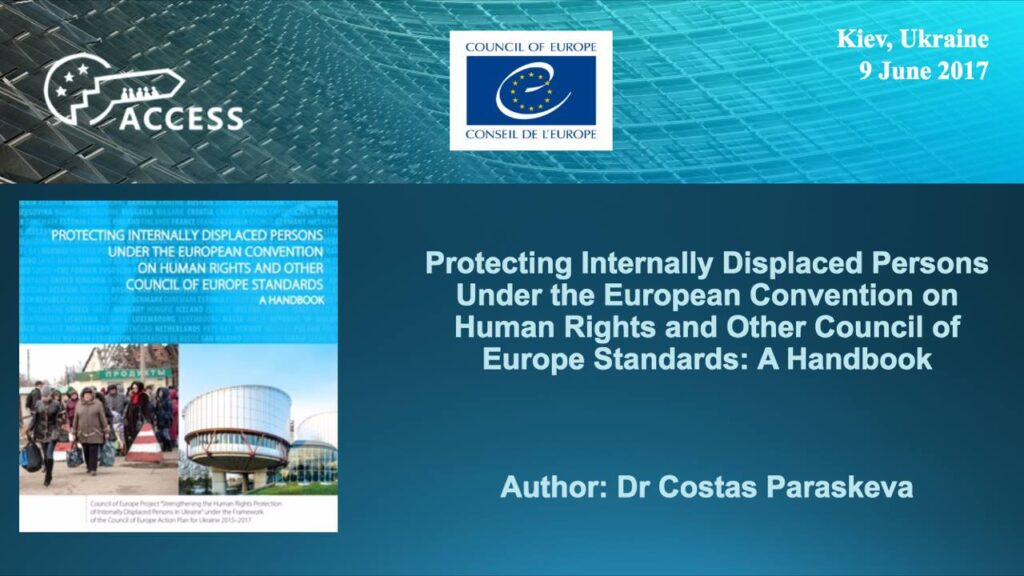 ACCESS
COUNCIL OF EUROPE
CONSEIL DE L'EUROPE
Kiev, Ukraine
9 June 2017
PROTECTING INTERNALLY DISPLACED PERSONS
UNDER THE EUROPEAN CONVENTION
ON HUMAN RIGHTS AND OTHER
COUNCIL OF EUROPE STANDARDS
A HANDBOOK
ПРОДУКТЫ
Council of Europe Project "Strengthening the Human Rights Protection
of Internally Displaced Persons in Ukraine" under the Framework
of the Council of Europe Action Plan for Ukraine 2015–2017
Protecting Internally Displaced Persons
Under the European Convention on
Human Rights and Other Council of
Europe Standards: A Handbook
Author: Dr Costas Paraskeva